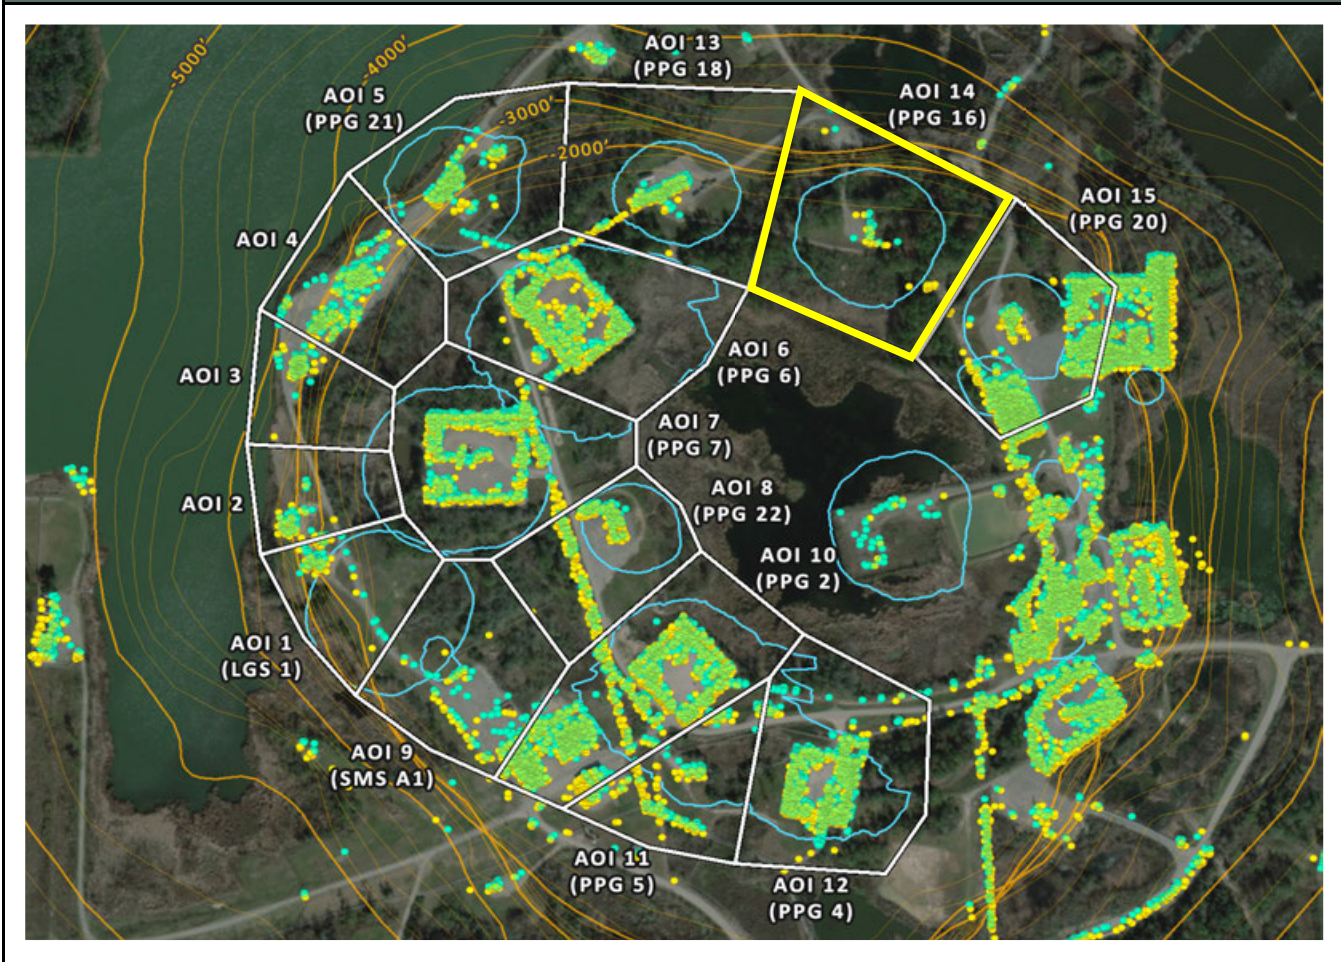 AOI 13
(PPG 18)
-5000'
-4000'
AOI 5
(PPG 21)
AOI 14
(PPG 16)
-3000'
-2000'
AOI 15
(PPG 20)
AOI 4
AOI 6
(PPG 6)
AOI 3
AOI 7
(PPG 7)
AOI 2
AOI 8
(PPG 22)
AOI 10
(PPG 2)
AOI 1
(LGS 1)
AOI 9
(SMS A1)
AOI 11
(PPG 5)
AOI 12
(PPG 4)